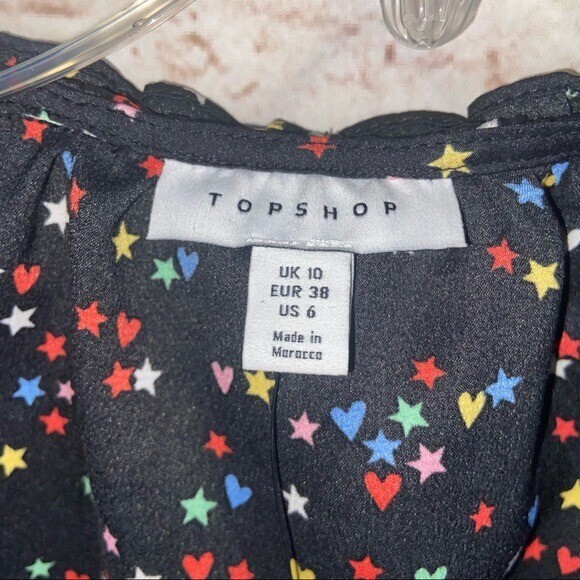 TOPSHOP
UK 10
EUR 38
US 6
Made in
Morocco